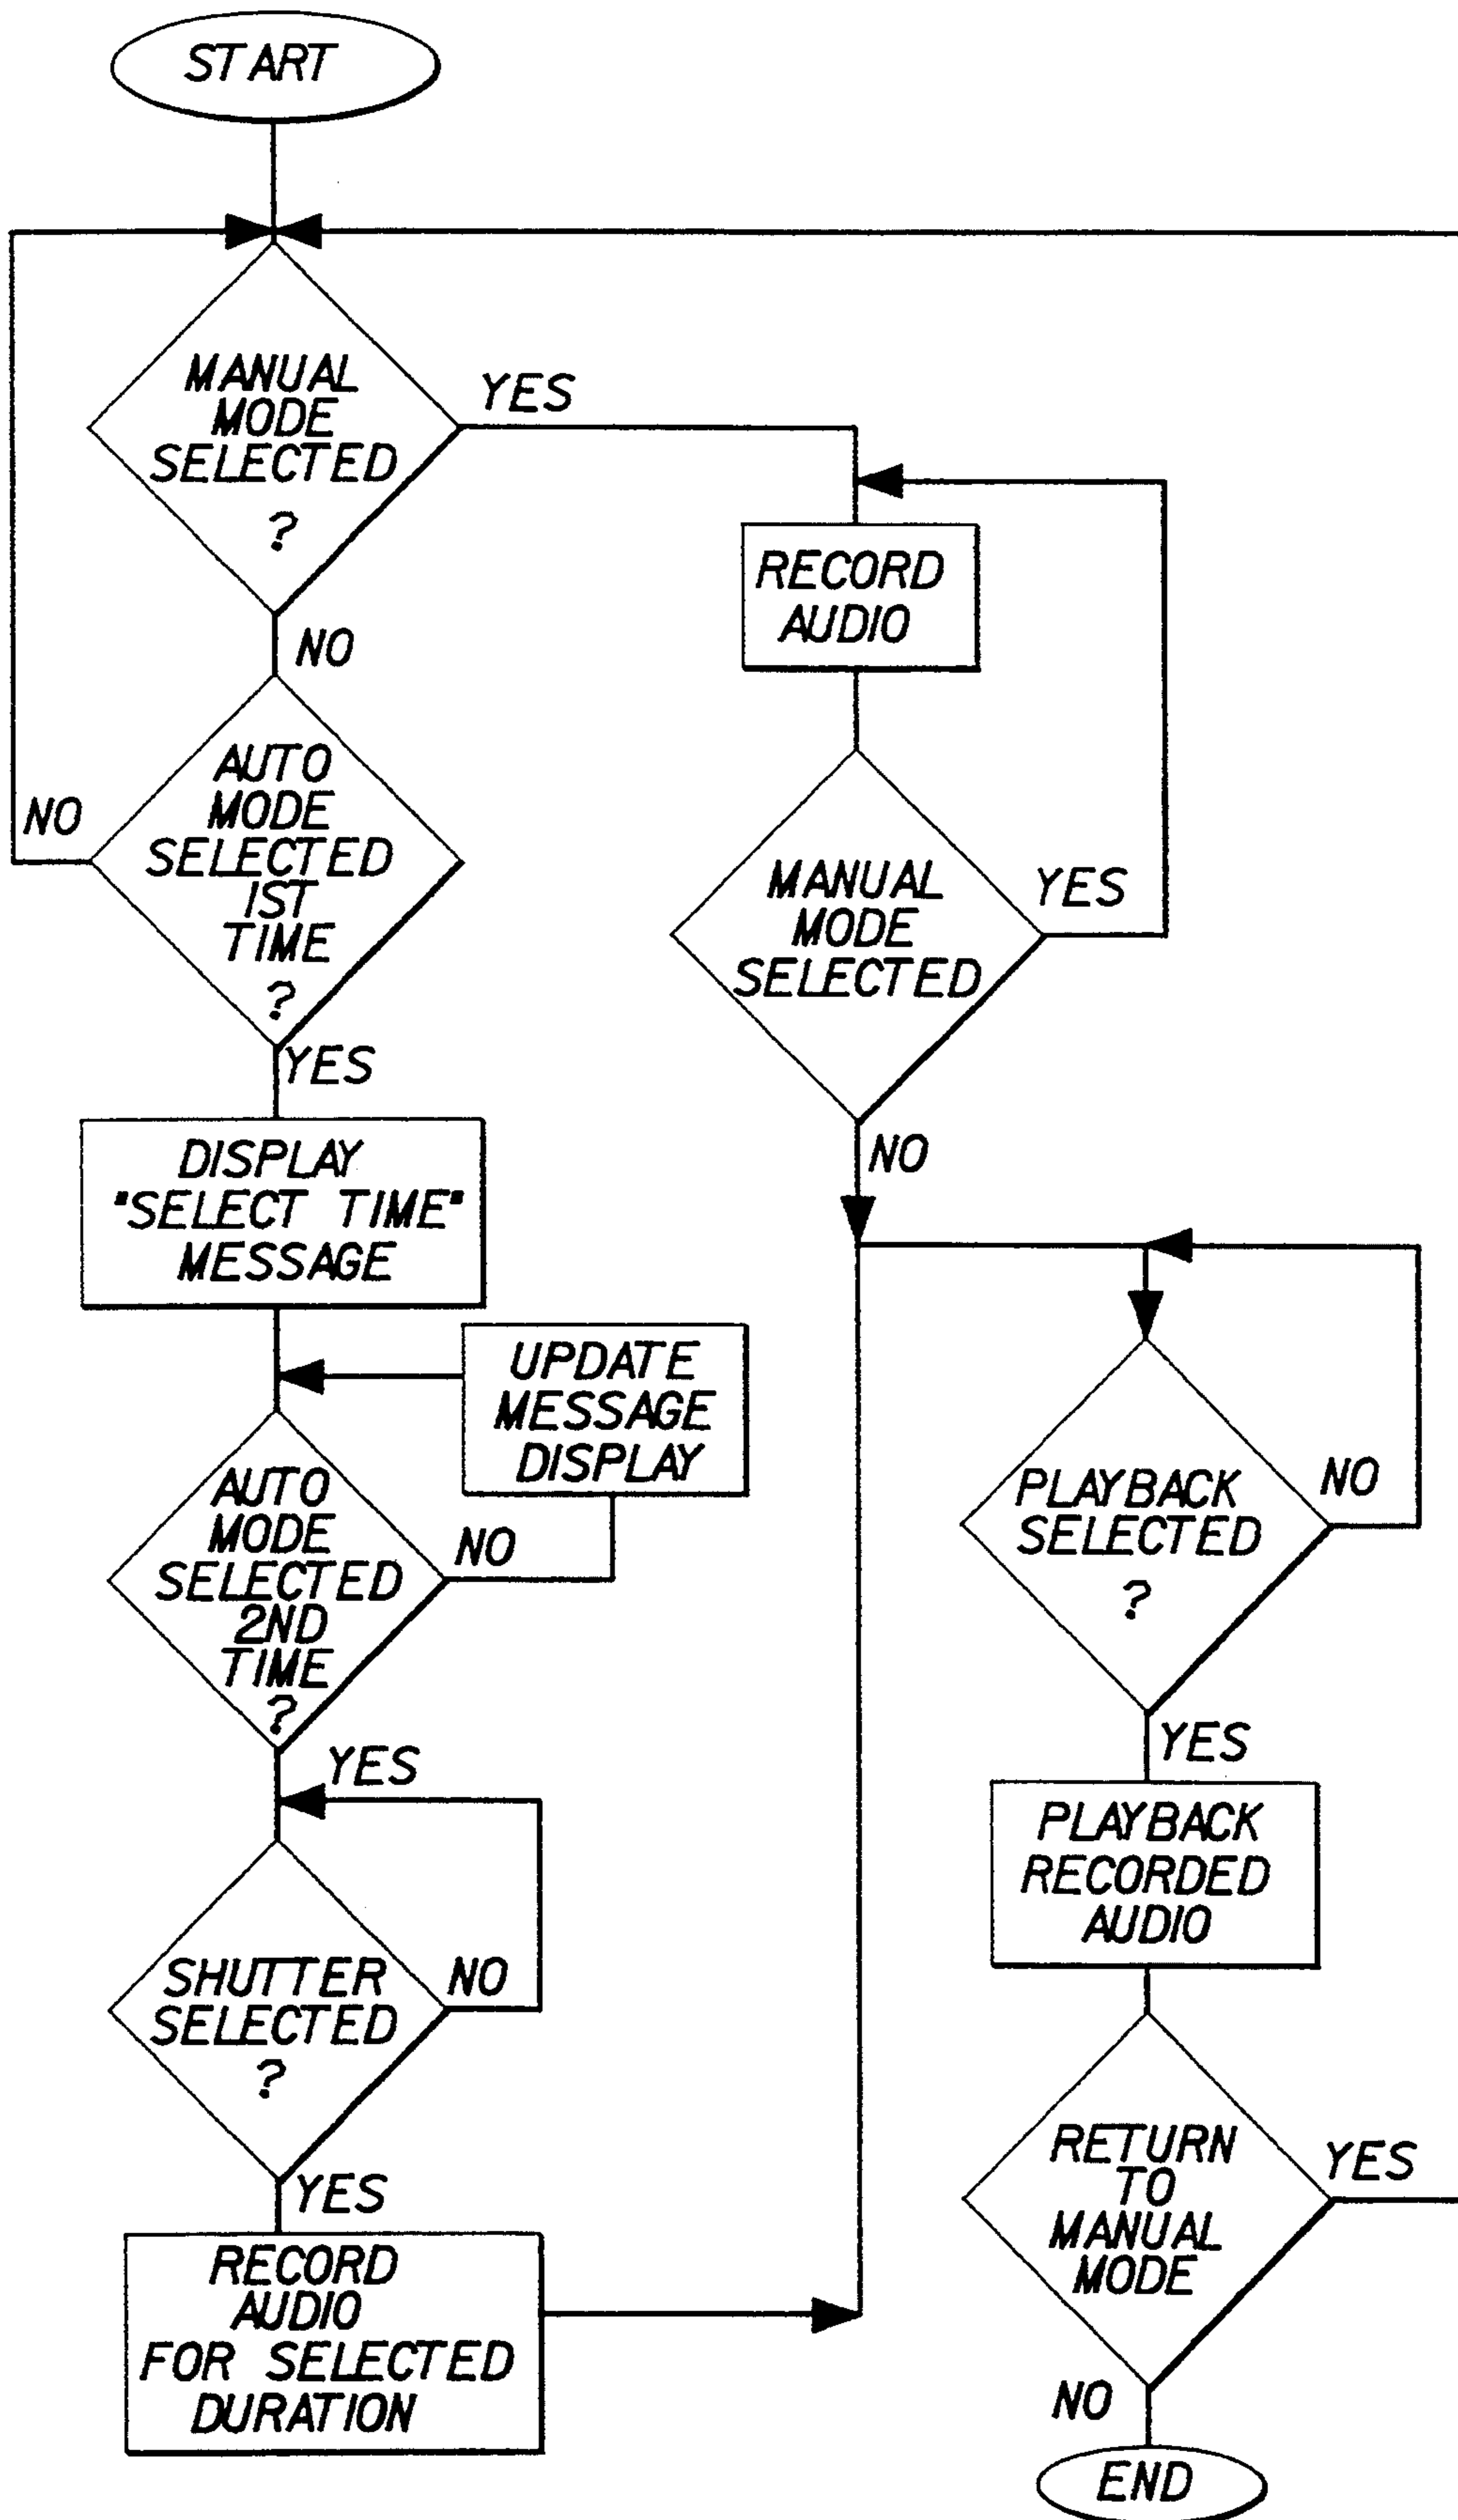 START
MANUAL
MODE
SELECTED
?
YES
NO
RECORD
AUDIO
AUTO
MODE
SELECTED
1ST
TIME
?
NO
YES
MANUAL
MODE
SELECTED
YES
NO
DISPLAY
"SELECT TIME"
MESSAGE
UPDATE
MESSAGE
DISPLAY
AUTO
MODE
SELECTED
2ND
TIME
?
NO
YES
PLAYBACK
SELECTED
?
NO
YES
SHUTTER
SELECTED
?
NO
YES
PLAYBACK
RECORDED
AUDIO
RECORD
AUDIO
FOR SELECTED
DURATION
RETURN
TO
MANUAL
MODE
YES
NO
END